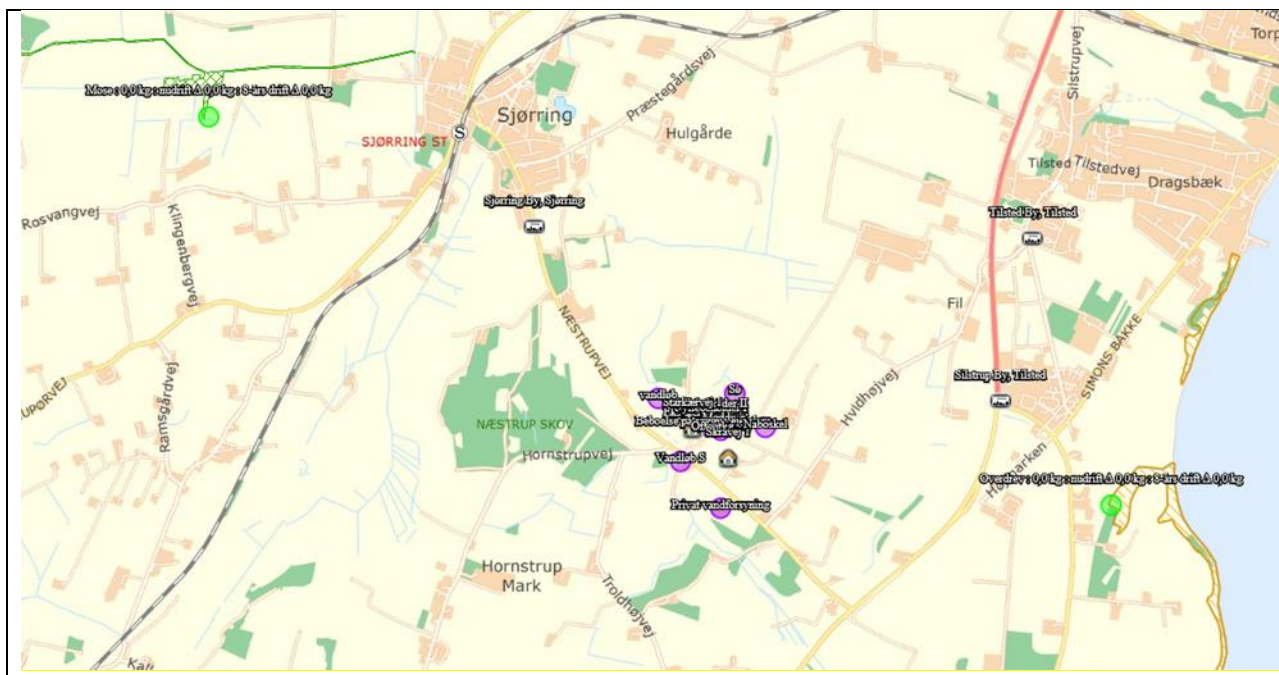 Torp
Silstrupvej
Præstegårdsvej
Mose : 0,0 kg : nudrift Δ 0,0 kg : 8-års drift Δ 0,0 kg
Sjørring
Hulgårde
S
SJØRRING ST
Tilsted
Tilstedvej
Dragsbæk
Rosvangvej
Klingenbergvej
Sjørring By, Sjørring
Tilsted By, Tilsted
Fil
NÆSTRUPVEJ
SIMONS BAKKE
Ramsgårdvej
Silstrup By, Tilsted
Hvidhøjvej
vandløb
Sø
Naboskel
NÆSTRUP SKOV
Hornstrupvej
Vandløb S
Overdrev : 0,0 kg : nudrift Δ 0,0 kg : 8-års drift Δ 0,0 kg
Privat vandforsyning
Hornstrup
Mark
Troldhøjvej